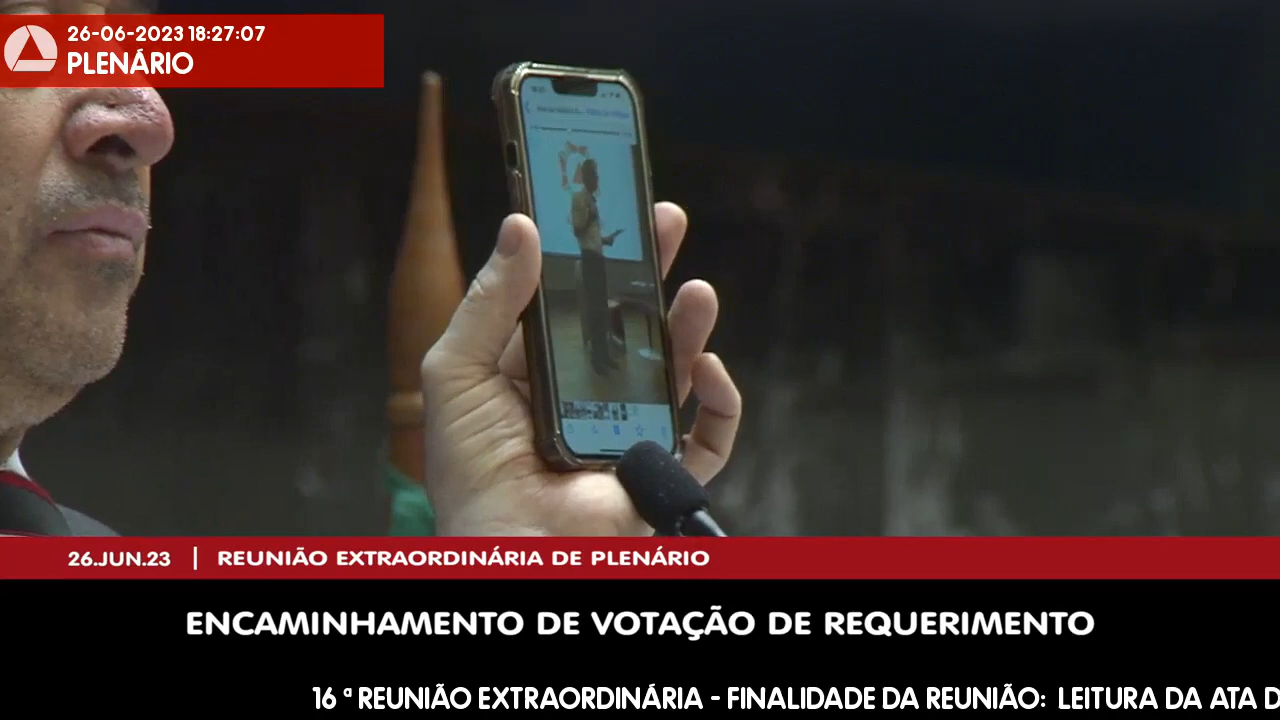 26-06-2023 18:27:07
PLENÁRIO
26.JUN.23 | REUNIÃO EXTRAORDINÁRIA DE PLENÁRIO
ENCAMINHAMENTO DE VOTAÇÃO DE REQUERIMENTO
16 ª REUNIÃO EXTRAORDINÁRIA - FINALIDADE DA REUNIÃO: LEITURA DA ATA D